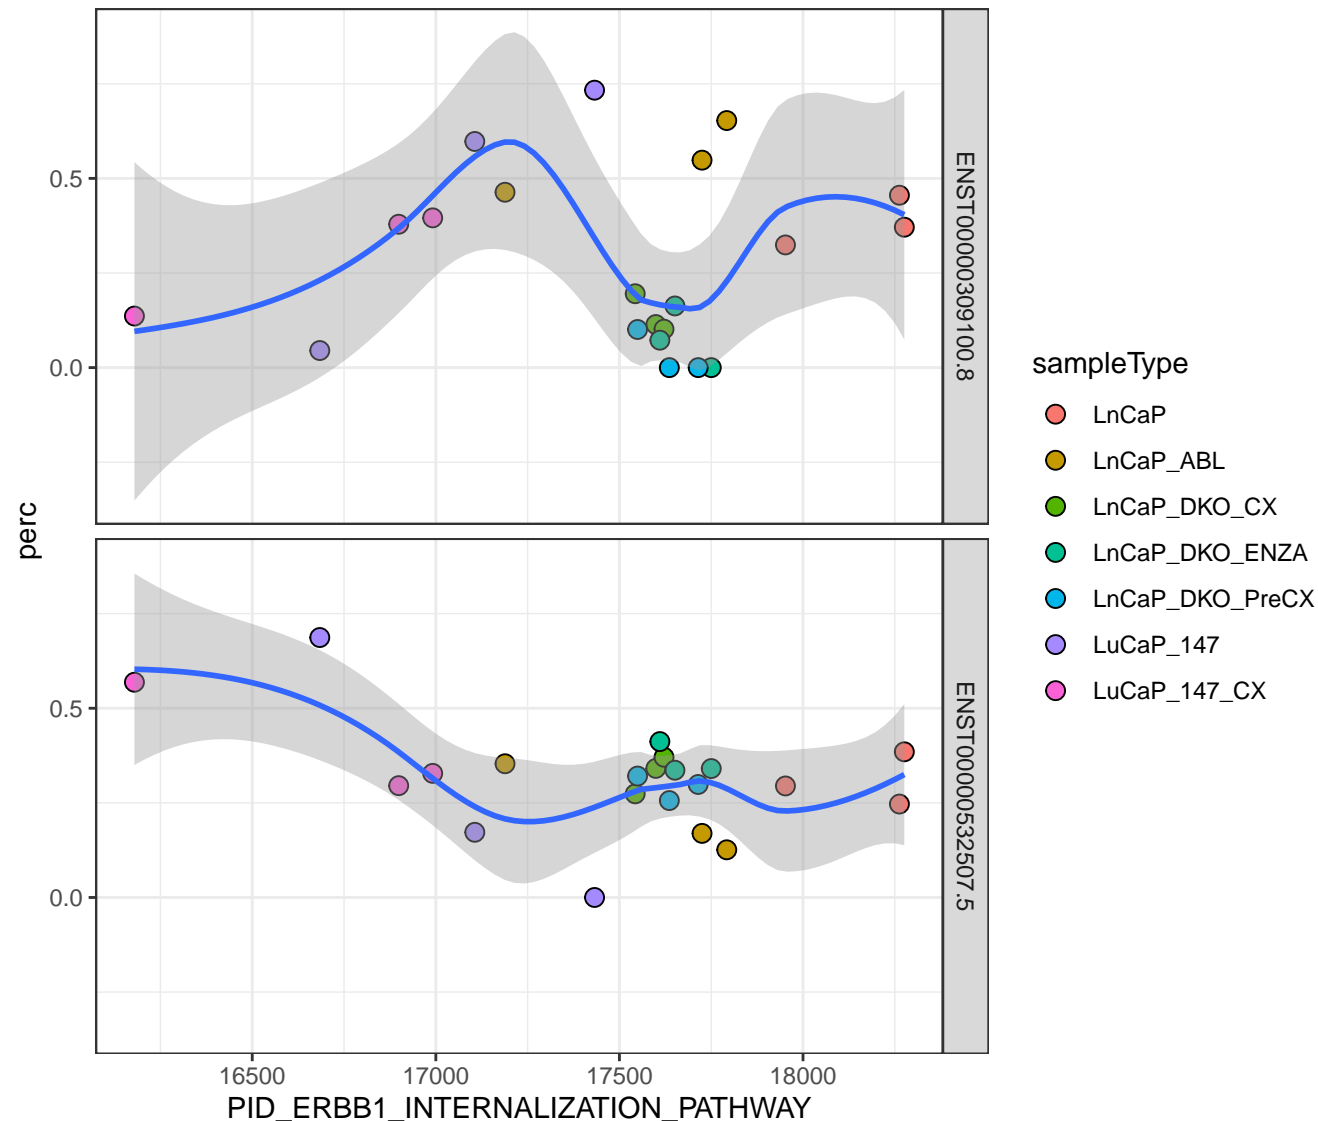 0.5
0.0
ENST00000309100.8
perc
0.5
0.0
ENST00000532507.5
16500 17000 17500 18000
PID_ERBB1_INTERNALIZATION_PATHWAY
sampleType
LnCaP
LnCaP_ABL
LnCaP_DKO_CX
LnCaP_DKO_ENZA
LnCaP_DKO_PreCX
LuCaP_147
LuCaP_147_CX